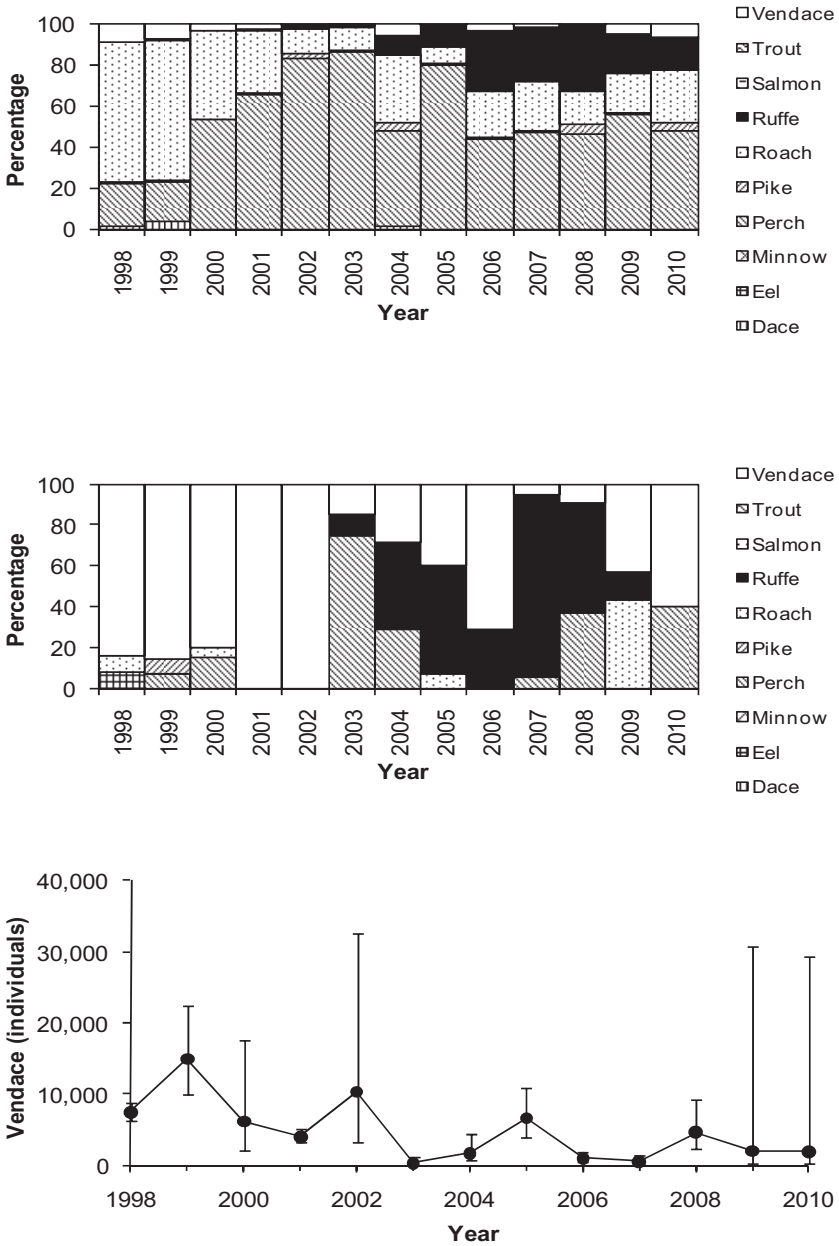 Percentage
100
80
60
40
20
0
1998
1999
2000
2001
2002
2003
2004
2005
2006
2007
2008
2009
2010
Year
Vendace
Trout
Salmon
Ruffe
Roach
Pike
Perch
Minnow
Eel
Dace
Percentage
100
80
60
40
20
0
1998
1999
2000
2001
2002
2003
2004
2005
2006
2007
2008
2009
2010
Year
Vendace
Trout
Salmon
Ruffe
Roach
Pike
Perch
Minnow
Eel
Dace
Vendace (individuals)
40,000
30,000
20,000
10,000
0
1998
2000
2002
2004
2006
2008
2010
Year